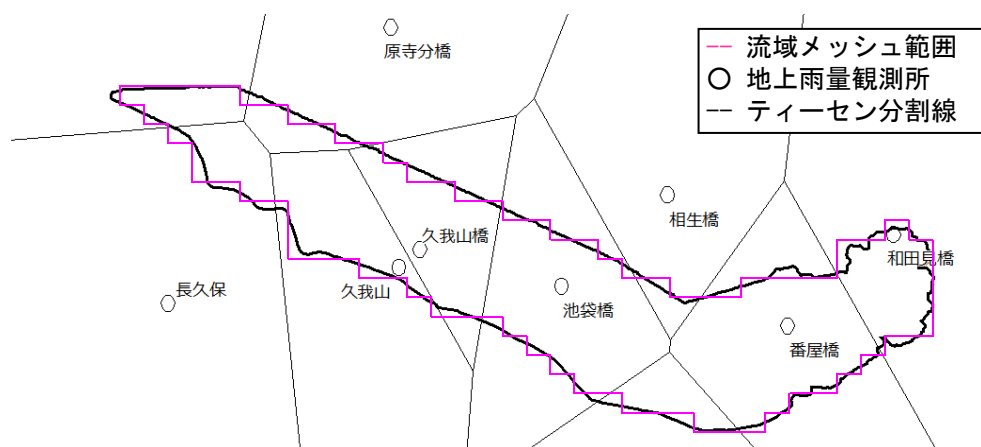 原寺分橋
流域メッシュ範囲
地上雨量観測所
ティーセン分割線
相生橋
久我山橋
和田見橋
久我山
長久保
池袋橋
番屋橋